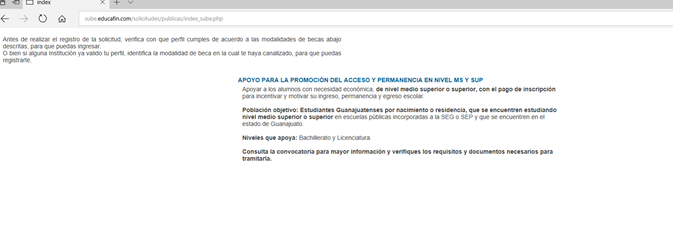 index
sube.educafin.com/solicitudes/publicas/index_sube.php
Antes de realizar el registro de la solicitud, verifica con que perfil cumples de acuerdo a las modalidades de becas abajo
descritas, para que puedas ingresar.
O bien si alguna Institución ya valido tu perfil, identifica la modalidad de beca en la cual le haya canalizado, para que puedas
registrarte.
APOYO PARA LA PROMOCIÓN DEL ACCESO Y PERMANENCIA EN NIVEL MS Y SUP
Apoyar a los alumnos con necesidad económica, de nivel medio superior o superior, con el pago de inscripción
para incentivar y motivar su ingreso, permanencia y egreso escolar.
Población objetivo: Estudiantes Guanajuatenses por nacimiento o residencia, que se encuentren estudiando
nivel medio superior o superior en escuelas públicas incorporadas a la SEG o SEP y que se encuentren en el
estado de Guanajuato.
Niveles que apoya: Bachillerato y Licenciatura.
Consulta la convocatoria para mayor información y verifiques los requisitos y documentos necesarios para
tramitarla.